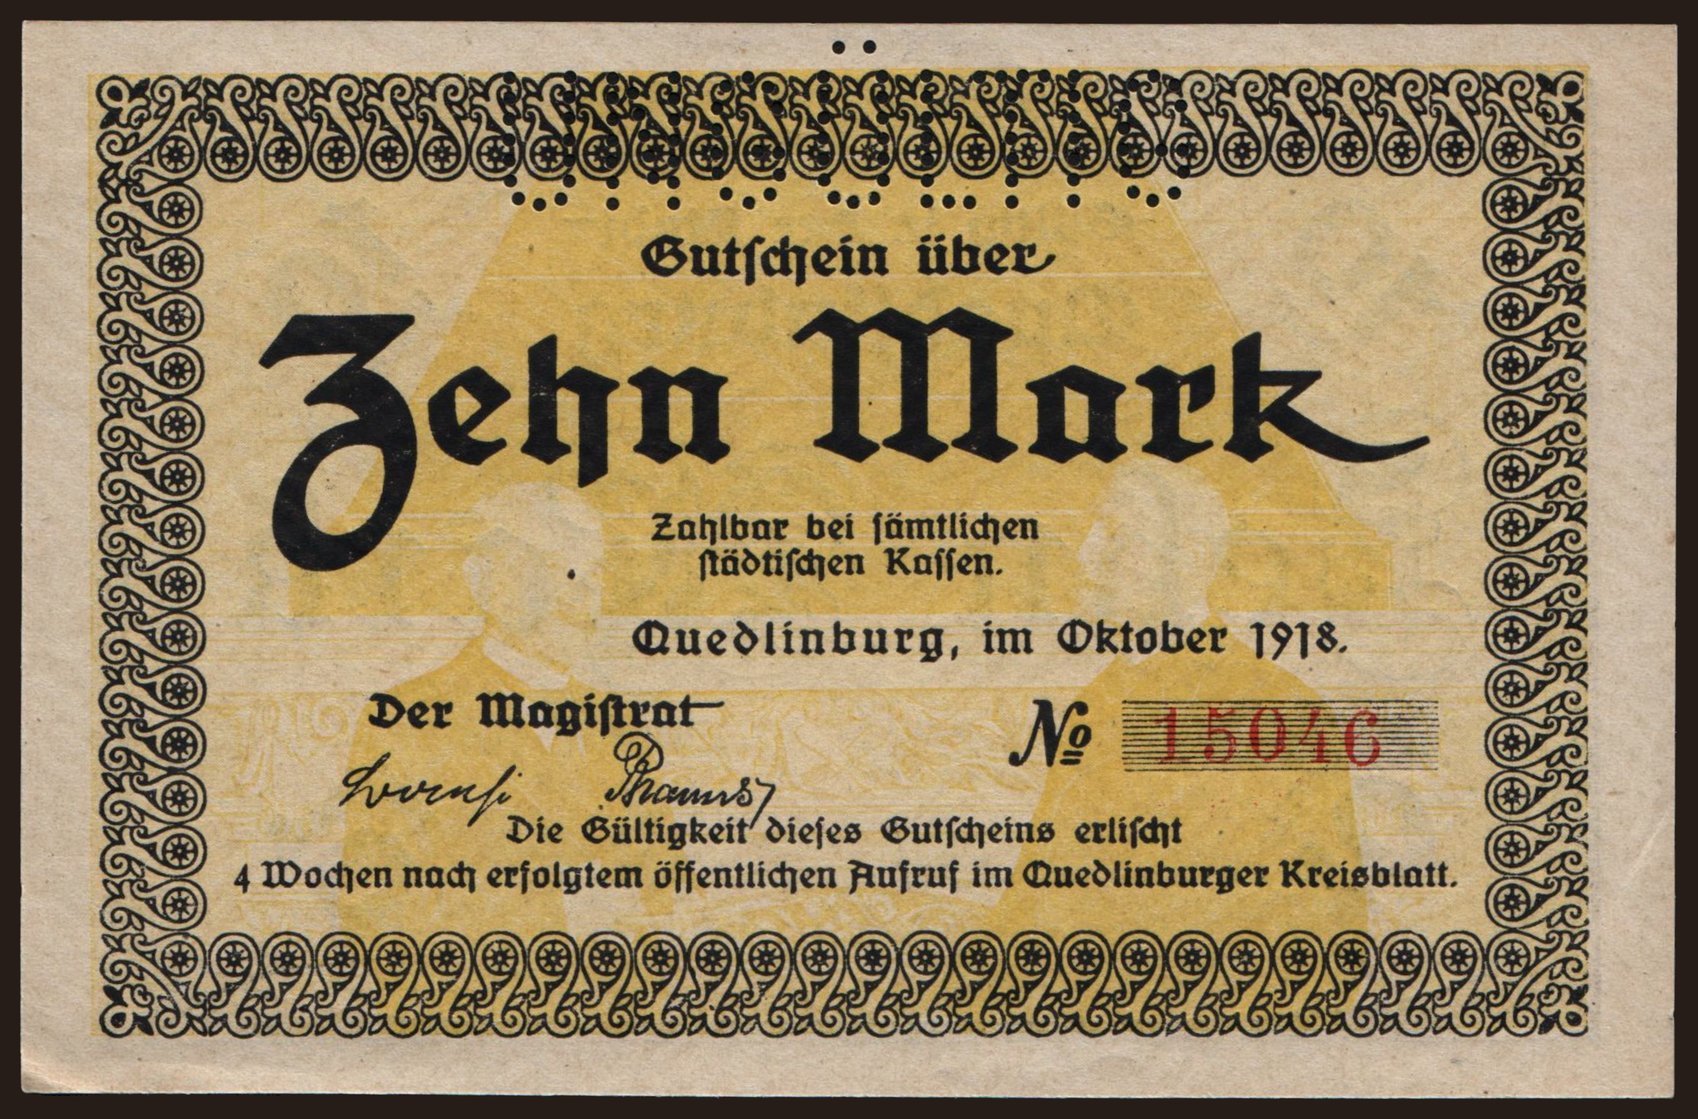 UNGÜLTIG
Gutschein über
Zehn Mark
Zahlbar bei sämtlichen
städtischen Kassen.
Quedlinburg, im Oktober 1918.
Der Magistrat
No 15046
Die Gültigkeit dieses Gutscheins erlischt
4 Wochen nach erfolgtem öffentlichen Aufruf im Quedlinburger Kreisblatt.